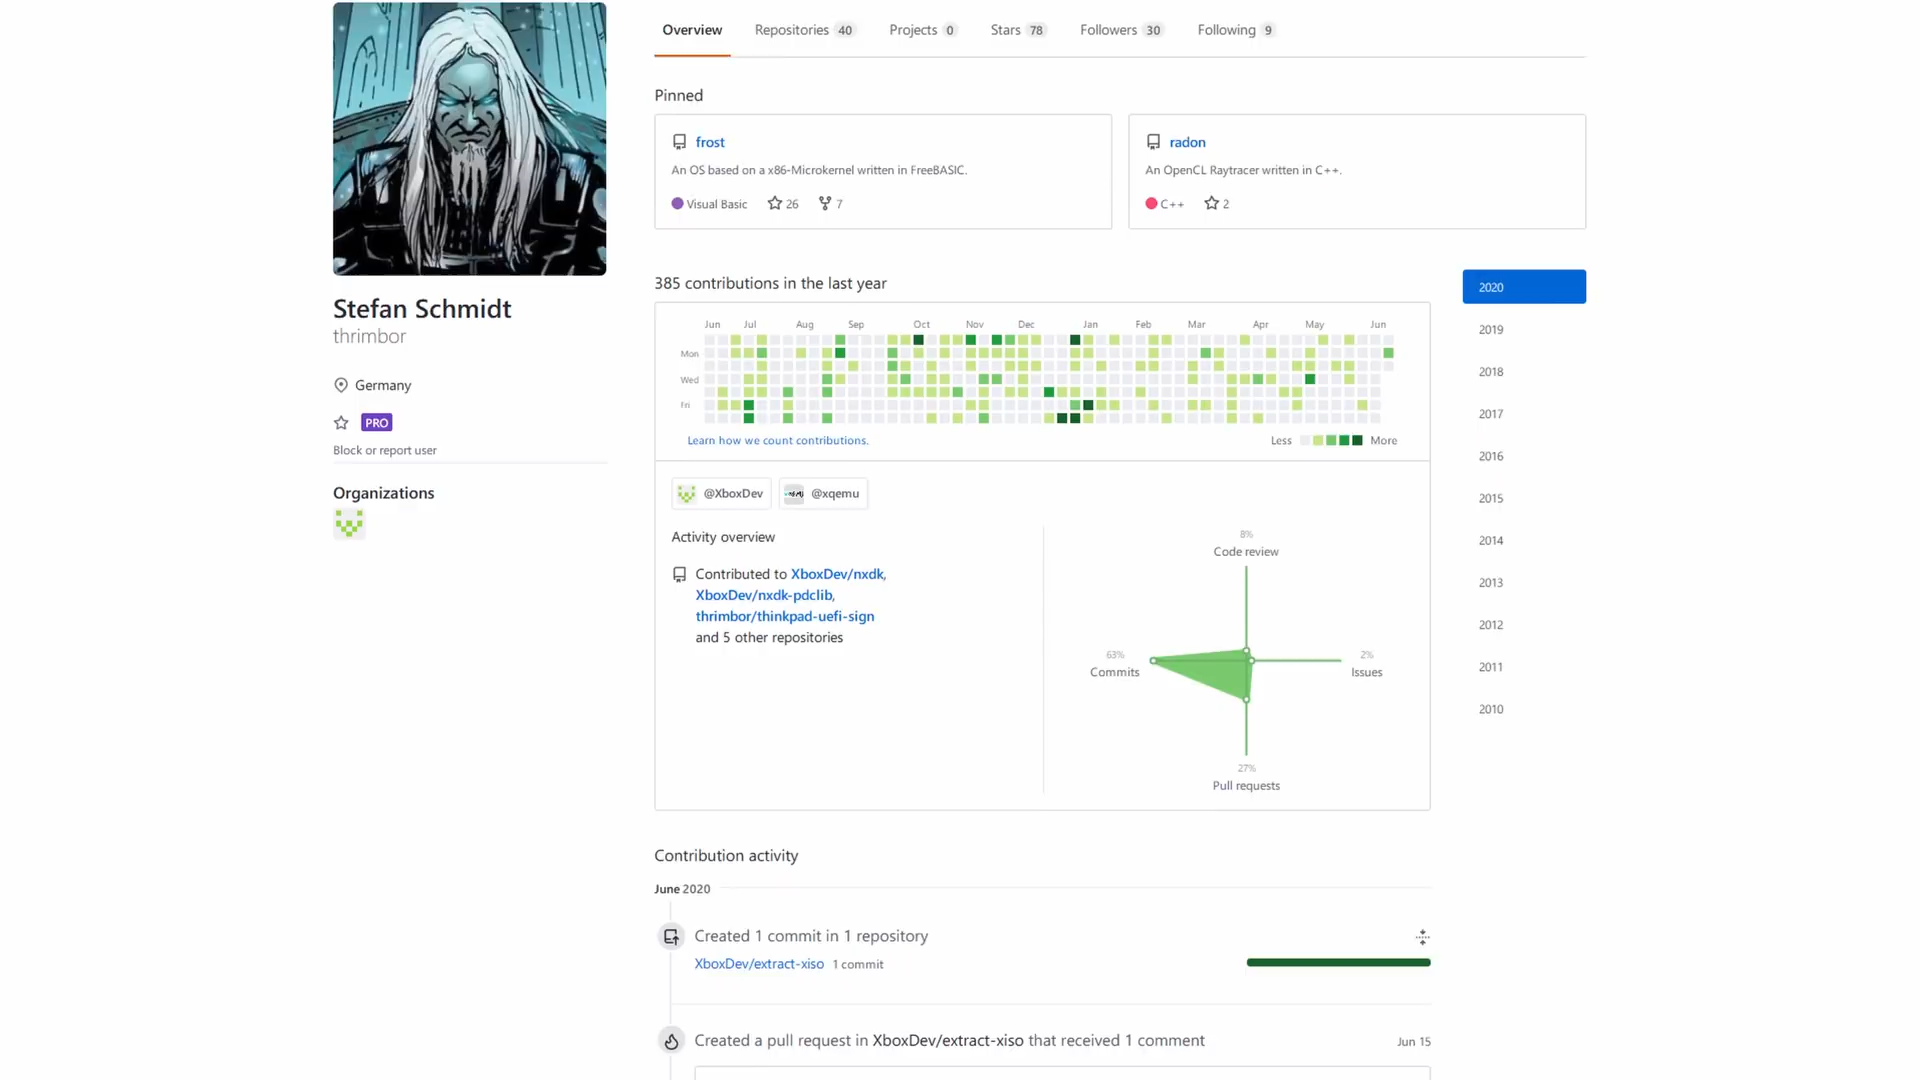 Overview Repositories 40 Projects 0 Stars 78 Followers 30 Following 9
Stefan Schmidt
thrimbor
Germany
PRO
Block or report user
Organizations
Pinned
frost
An OS based on a x86-Microkernel written in FreeBASIC.
Visual Basic 26 7
radon
An OpenCL Raytracer written in C++.
C++ 2
385 contributions in the last year
Jun Jul Aug Sep Oct Nov Dec Jan Feb Mar Apr May Jun
Mon
Wed
Fri
Learn how we count contributions.
Less More
@XboxDev @xqemu
Activity overview
Contributed to XboxDev/nxdk,
XboxDev/nxdk-pdclib,
thrimbor/thinkpad-uefi-sign
and 5 other repositories
8%
Code review
63%
Commits
2%
Issues
27%
Pull requests
2020
2019
2018
2017
2016
2015
2014
2013
2012
2011
2010
Contribution activity
June 2020
Created 1 commit in 1 repository
XboxDev/extract-xiso 1 commit
Created a pull request in XboxDev/extract-xiso that received 1 comment Jun 15